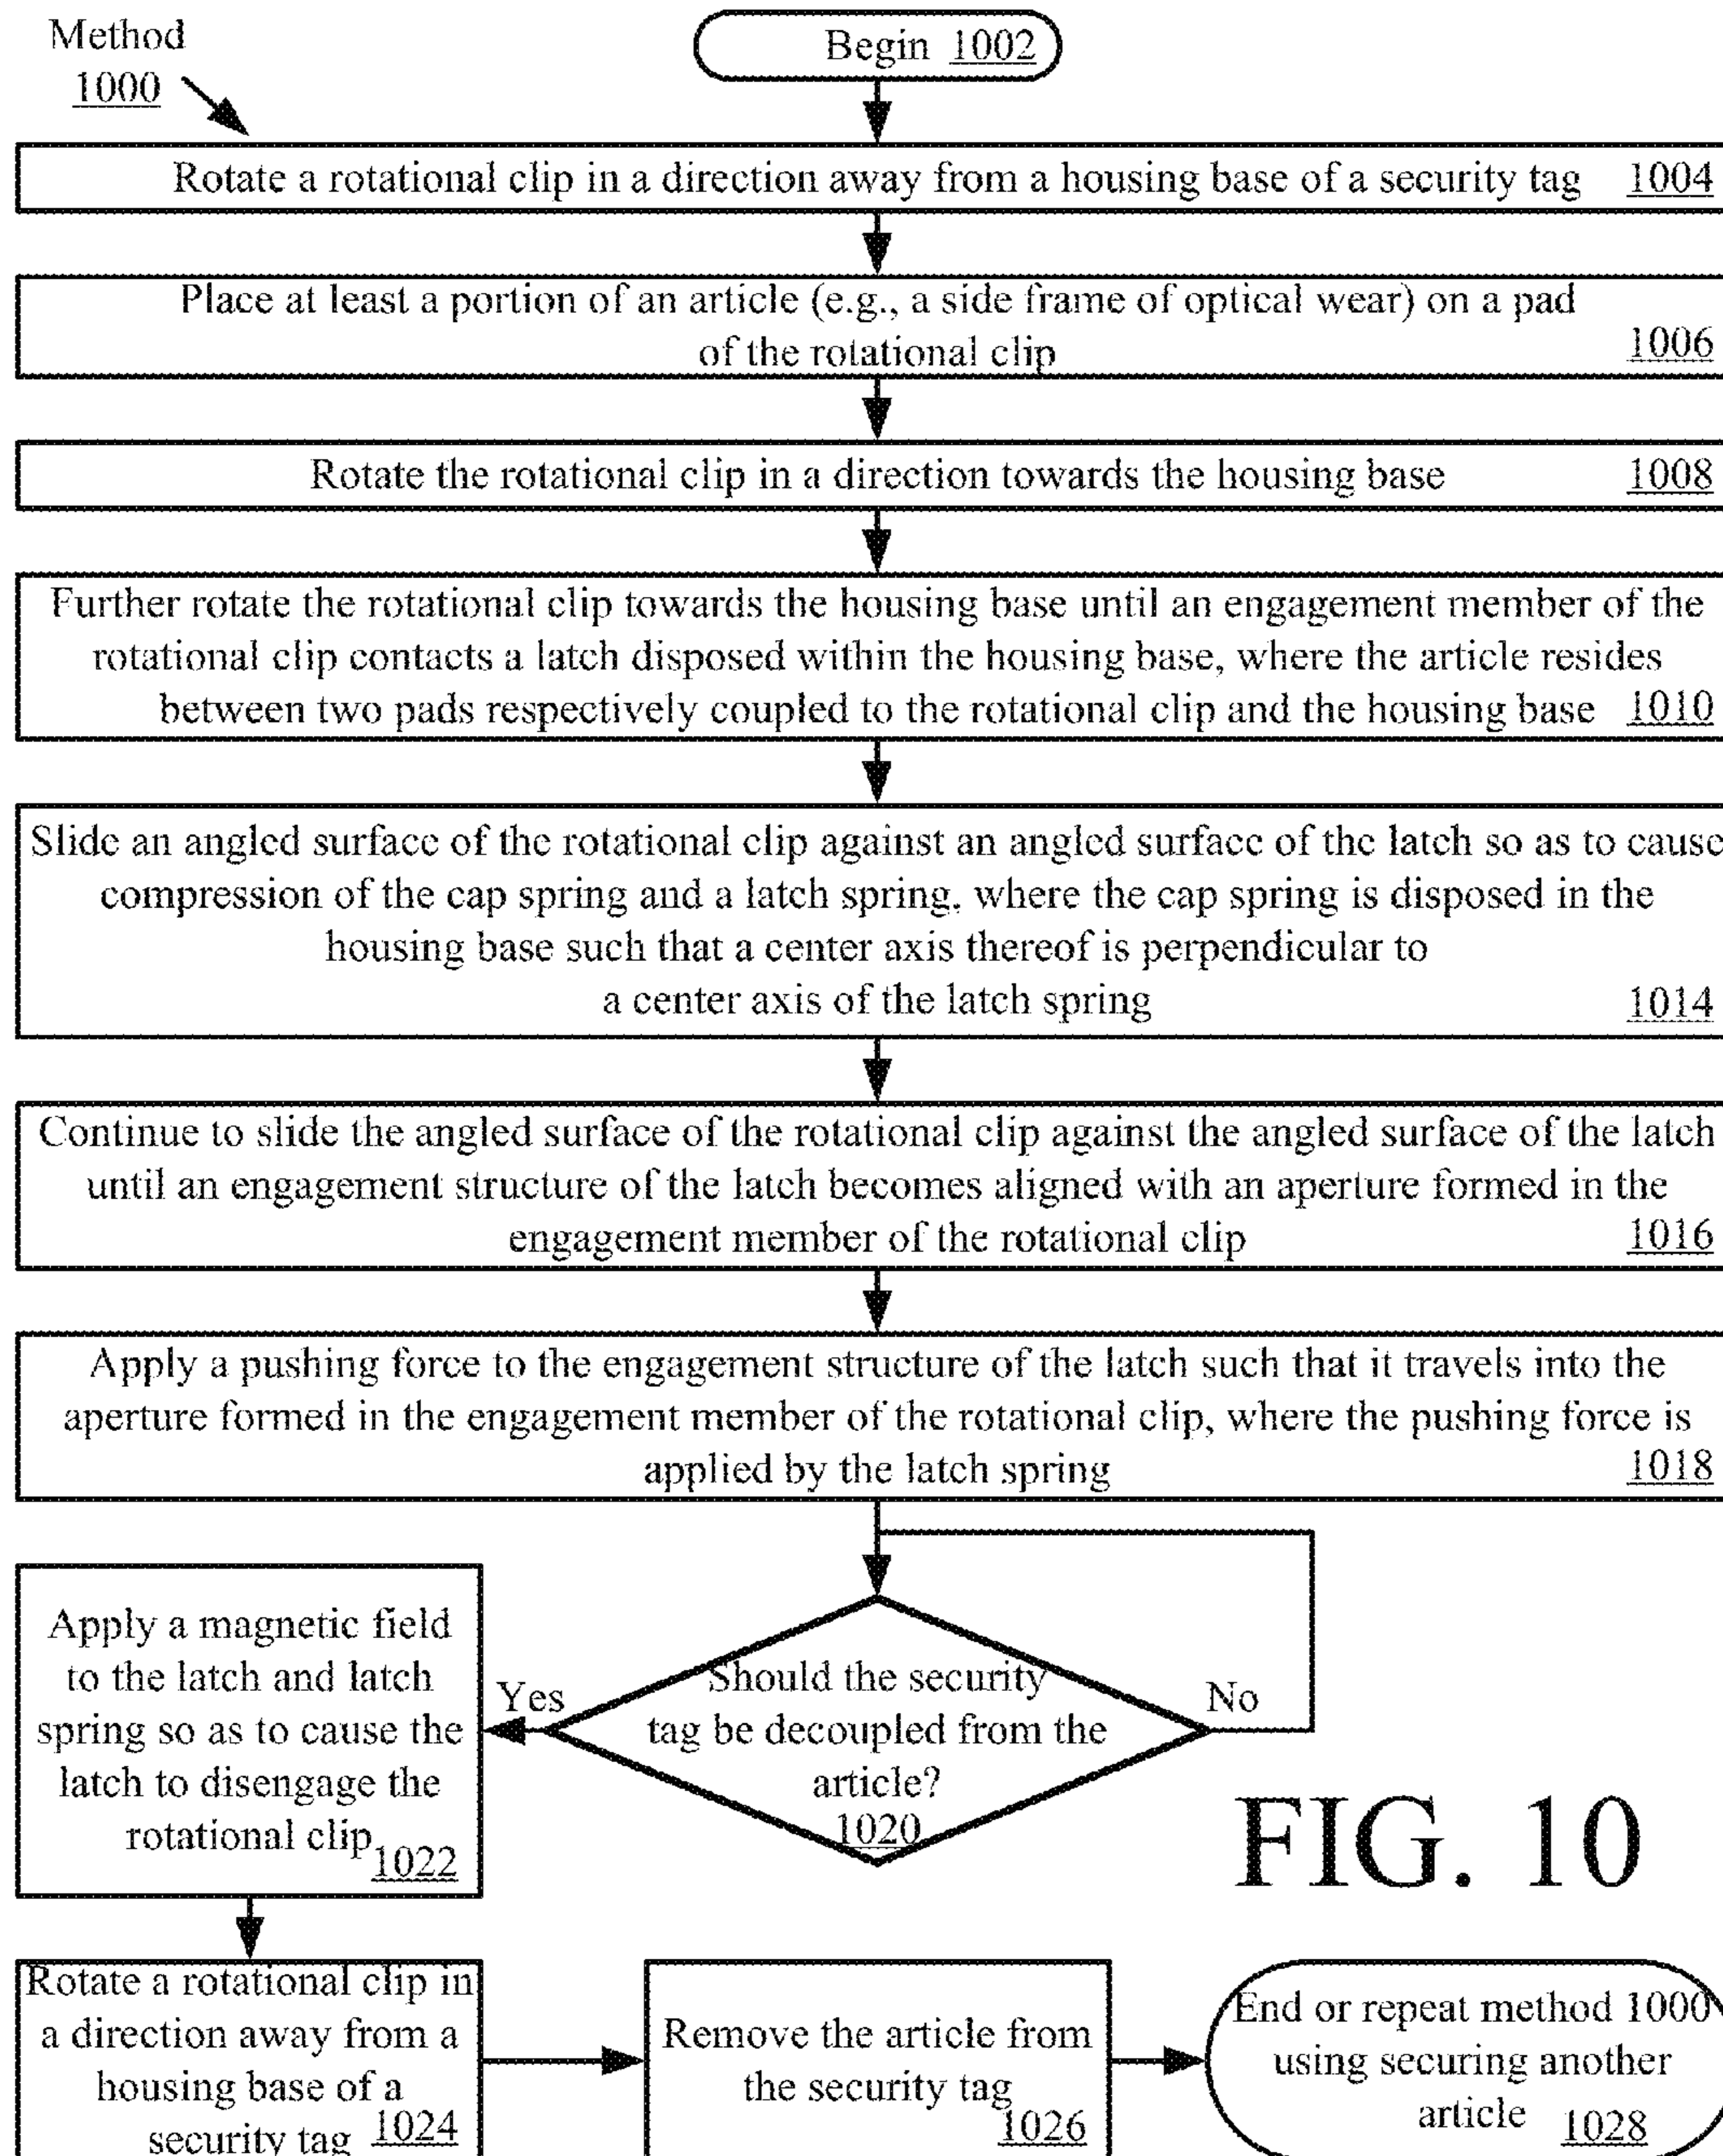 Method
1000
Begin 1002
Rotate a rotational clip in a direction away from a housing base of a security tag 1004
Place at least a portion of an article (e.g., a side frame of optical wear) on a pad
of the rotational clip 1006
Rotate the rotational clip in a direction towards the housing base 1008
Further rotate the rotational clip towards the housing base until an engagement member of the
rotational clip contacts a latch disposed within the housing base, where the article resides
between two pads respectively coupled to the rotational clip and the housing base 1010
Slide an angled surface of the rotational clip against an angled surface of the latch so as to cause
compression of the cap spring and a latch spring, where the cap spring is disposed in the
housing base such that a center axis thereof is perpendicular to
a center axis of the latch spring 1014
Continue to slide the angled surface of the rotational clip against the angled surface of the latch
until an engagement structure of the latch becomes aligned with an aperture formed in the
engagement member of the rotational clip 1016
Apply a pushing force to the engagement structure of the latch such that it travels into the
aperture formed in the engagement member of the rotational clip, where the pushing force is
applied by the latch spring 1018
Should the security
tag be decoupled from the
article?
1020
Yes
No
Apply a magnetic field
to the latch and latch
spring so as to cause the
latch to disengage the
rotational clip 1022
FIG. 10
Rotate a rotational clip in
a direction away from a
housing base of a
security tag 1024
Remove the article from
the security tag
1026
End or repeat method 1000
using securing another
article 1028